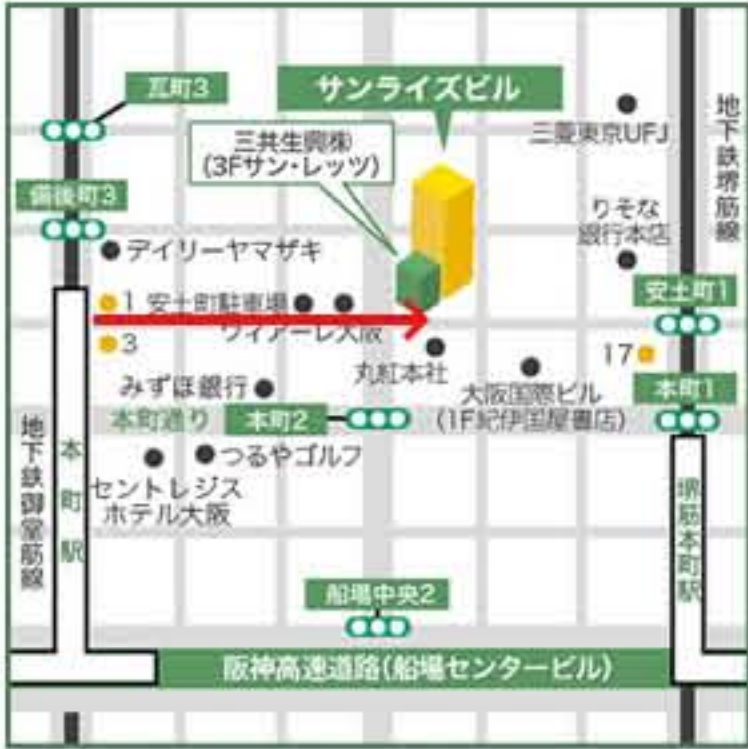 瓦町3
サンライズビル
三菱東京UFJ
地下鉄堺筋線
三共生興㈱
(3Fサン・レッツ)
備後町3
りそな
銀行本店
デイリーヤマザキ
安土町1
1
安土町駐車場
ヴィアーレ大阪
3
丸紅本社
17
みずほ銀行
大阪国際ビル
(1F紀伊国屋書店)
本町1
本町通り
本町2
つるやゴルフ
セントレジス
ホテル大阪
地下鉄御堂筋線
本町駅
堺筋本町駅
船場中央2
阪神高速道路(船場センタービル)